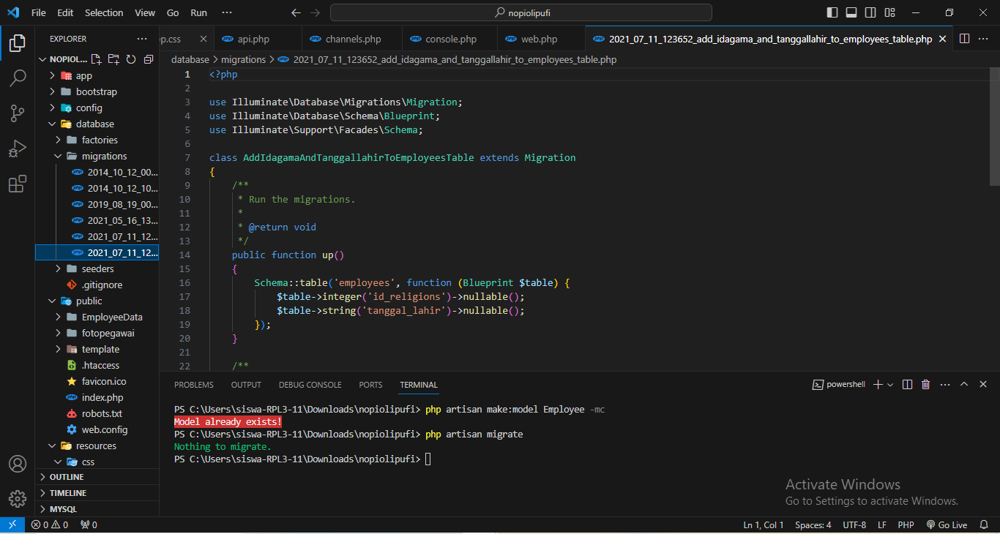 File Edit Selection View Go Run ···
nopiolipufi
EXPLORER ···
pp.css
api.php
channels.php
console.php
web.php
2021_07_11_123652_add_idagama_and_tanggallahir_to_employees_table.php
NOPIOL...
database > migrations > 2021_07_11_123652_add_idagama_and_tanggallahir_to_employees_table.php
app
bootstrap
config
database
factories
migrations
2014_10_12_00...
2014_10_12_10...
2019_08_19_00...
2021_05_16_13...
2021_07_11_12...
2021_07_11_12...
seeders
.gitignore
public
EmployeeData
fotopegawai
template
.htaccess
favicon.ico
index.php
robots.txt
web.config
resources
css
OUTLINE
TIMELINE
MYSQL
1 <?php
2
3 use Illuminate\Database\Migrations\Migration;
4 use Illuminate\Database\Schema\Blueprint;
5 use Illuminate\Support\Facades\Schema;
6
7 class AddIdagamaAndTanggallahirToEmployeesTable extends Migration
8 {
9 /**
10 * Run the migrations.
11 *
12 * @return void
13 */
14 public function up()
15 {
16 Schema::table('employees', function (Blueprint $table) {
17 $table->integer('id_religions')->nullable();
18 $table->string('tanggal_lahir')->nullable();
19 });
20 }
21
22 /**
PROBLEMS OUTPUT DEBUG CONSOLE PORTS TERMINAL
powershell
PS C:\Users\siswa-RPL3-11\Downloads\nopiolipufi> php artisan make:model Employee -mc
Model already exists!
PS C:\Users\siswa-RPL3-11\Downloads\nopiolipufi> php artisan migrate
Nothing to migrate.
PS C:\Users\siswa-RPL3-11\Downloads\nopiolipufi>
Activate Windows
Go to Settings to activate Windows.
0 0 0
Ln 1, Col 1 Spaces: 4 UTF-8 LF PHP Go Live